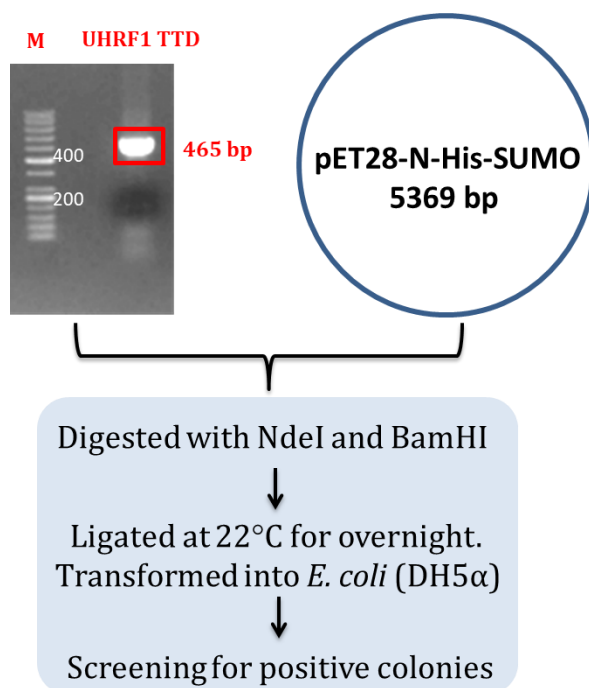 M
UHRF1 TTD
400
465 bp
200
pET28-N-His-SUMO
5369 bp
Digested with NdeI and BamHI
Ligated at 22°C for overnight.
Transformed into E. coli (DH5α)
Screening for positive colonies